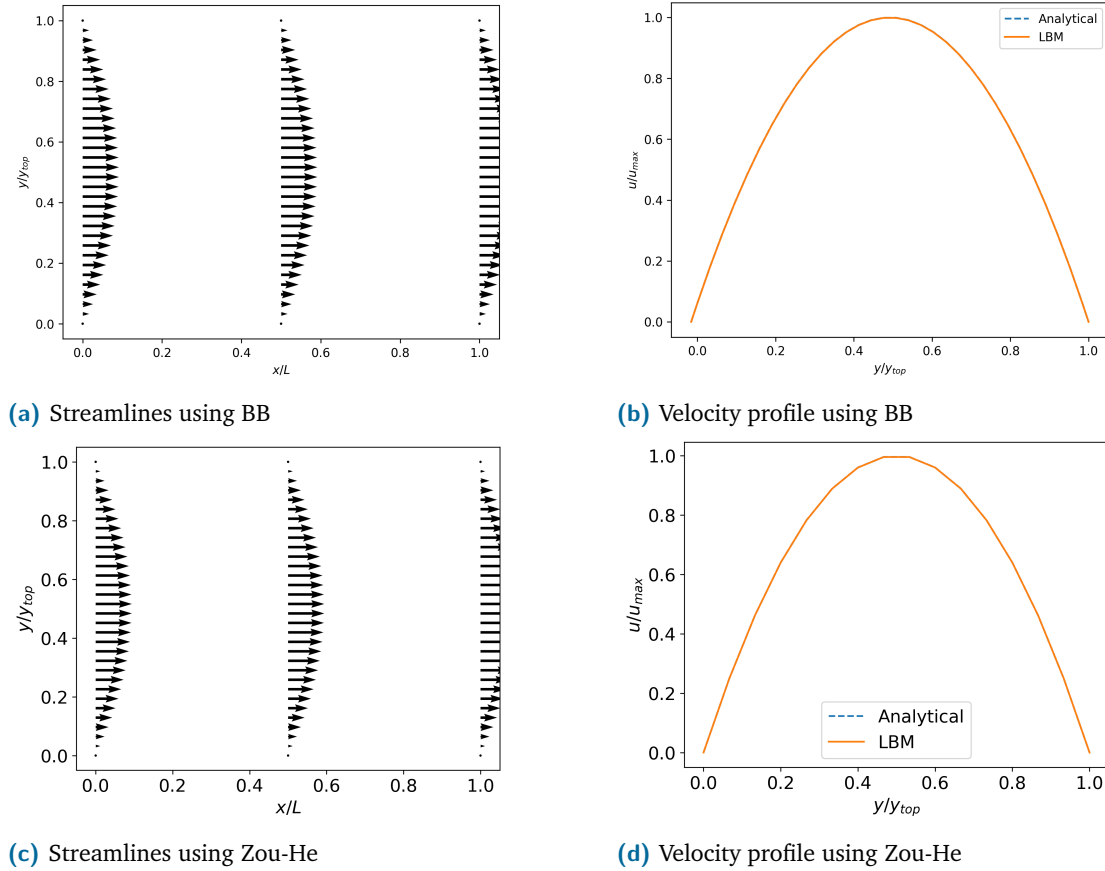 1.0
0.8
0.6
0.4
0.2
0.0
y/y_top
0.0 0.2 0.4 0.6 0.8 1.0
x/L
(a) Streamlines using BB
1.0
0.8
0.6
0.4
0.2
0.0
u/u_max
Analytical
LBM
0.0 0.2 0.4 0.6 0.8 1.0
y/y_top
(b) Velocity profile using BB
1.0
0.8
0.6
0.4
0.2
0.0
y/y_top
0.0 0.2 0.4 0.6 0.8 1.0
x/L
(c) Streamlines using Zou-He
1.0
0.8
0.6
0.4
0.2
0.0
u/u_max
Analytical
LBM
0.0 0.2 0.4 0.6 0.8 1.0
y/y_top
(d) Velocity profile using Zou-He